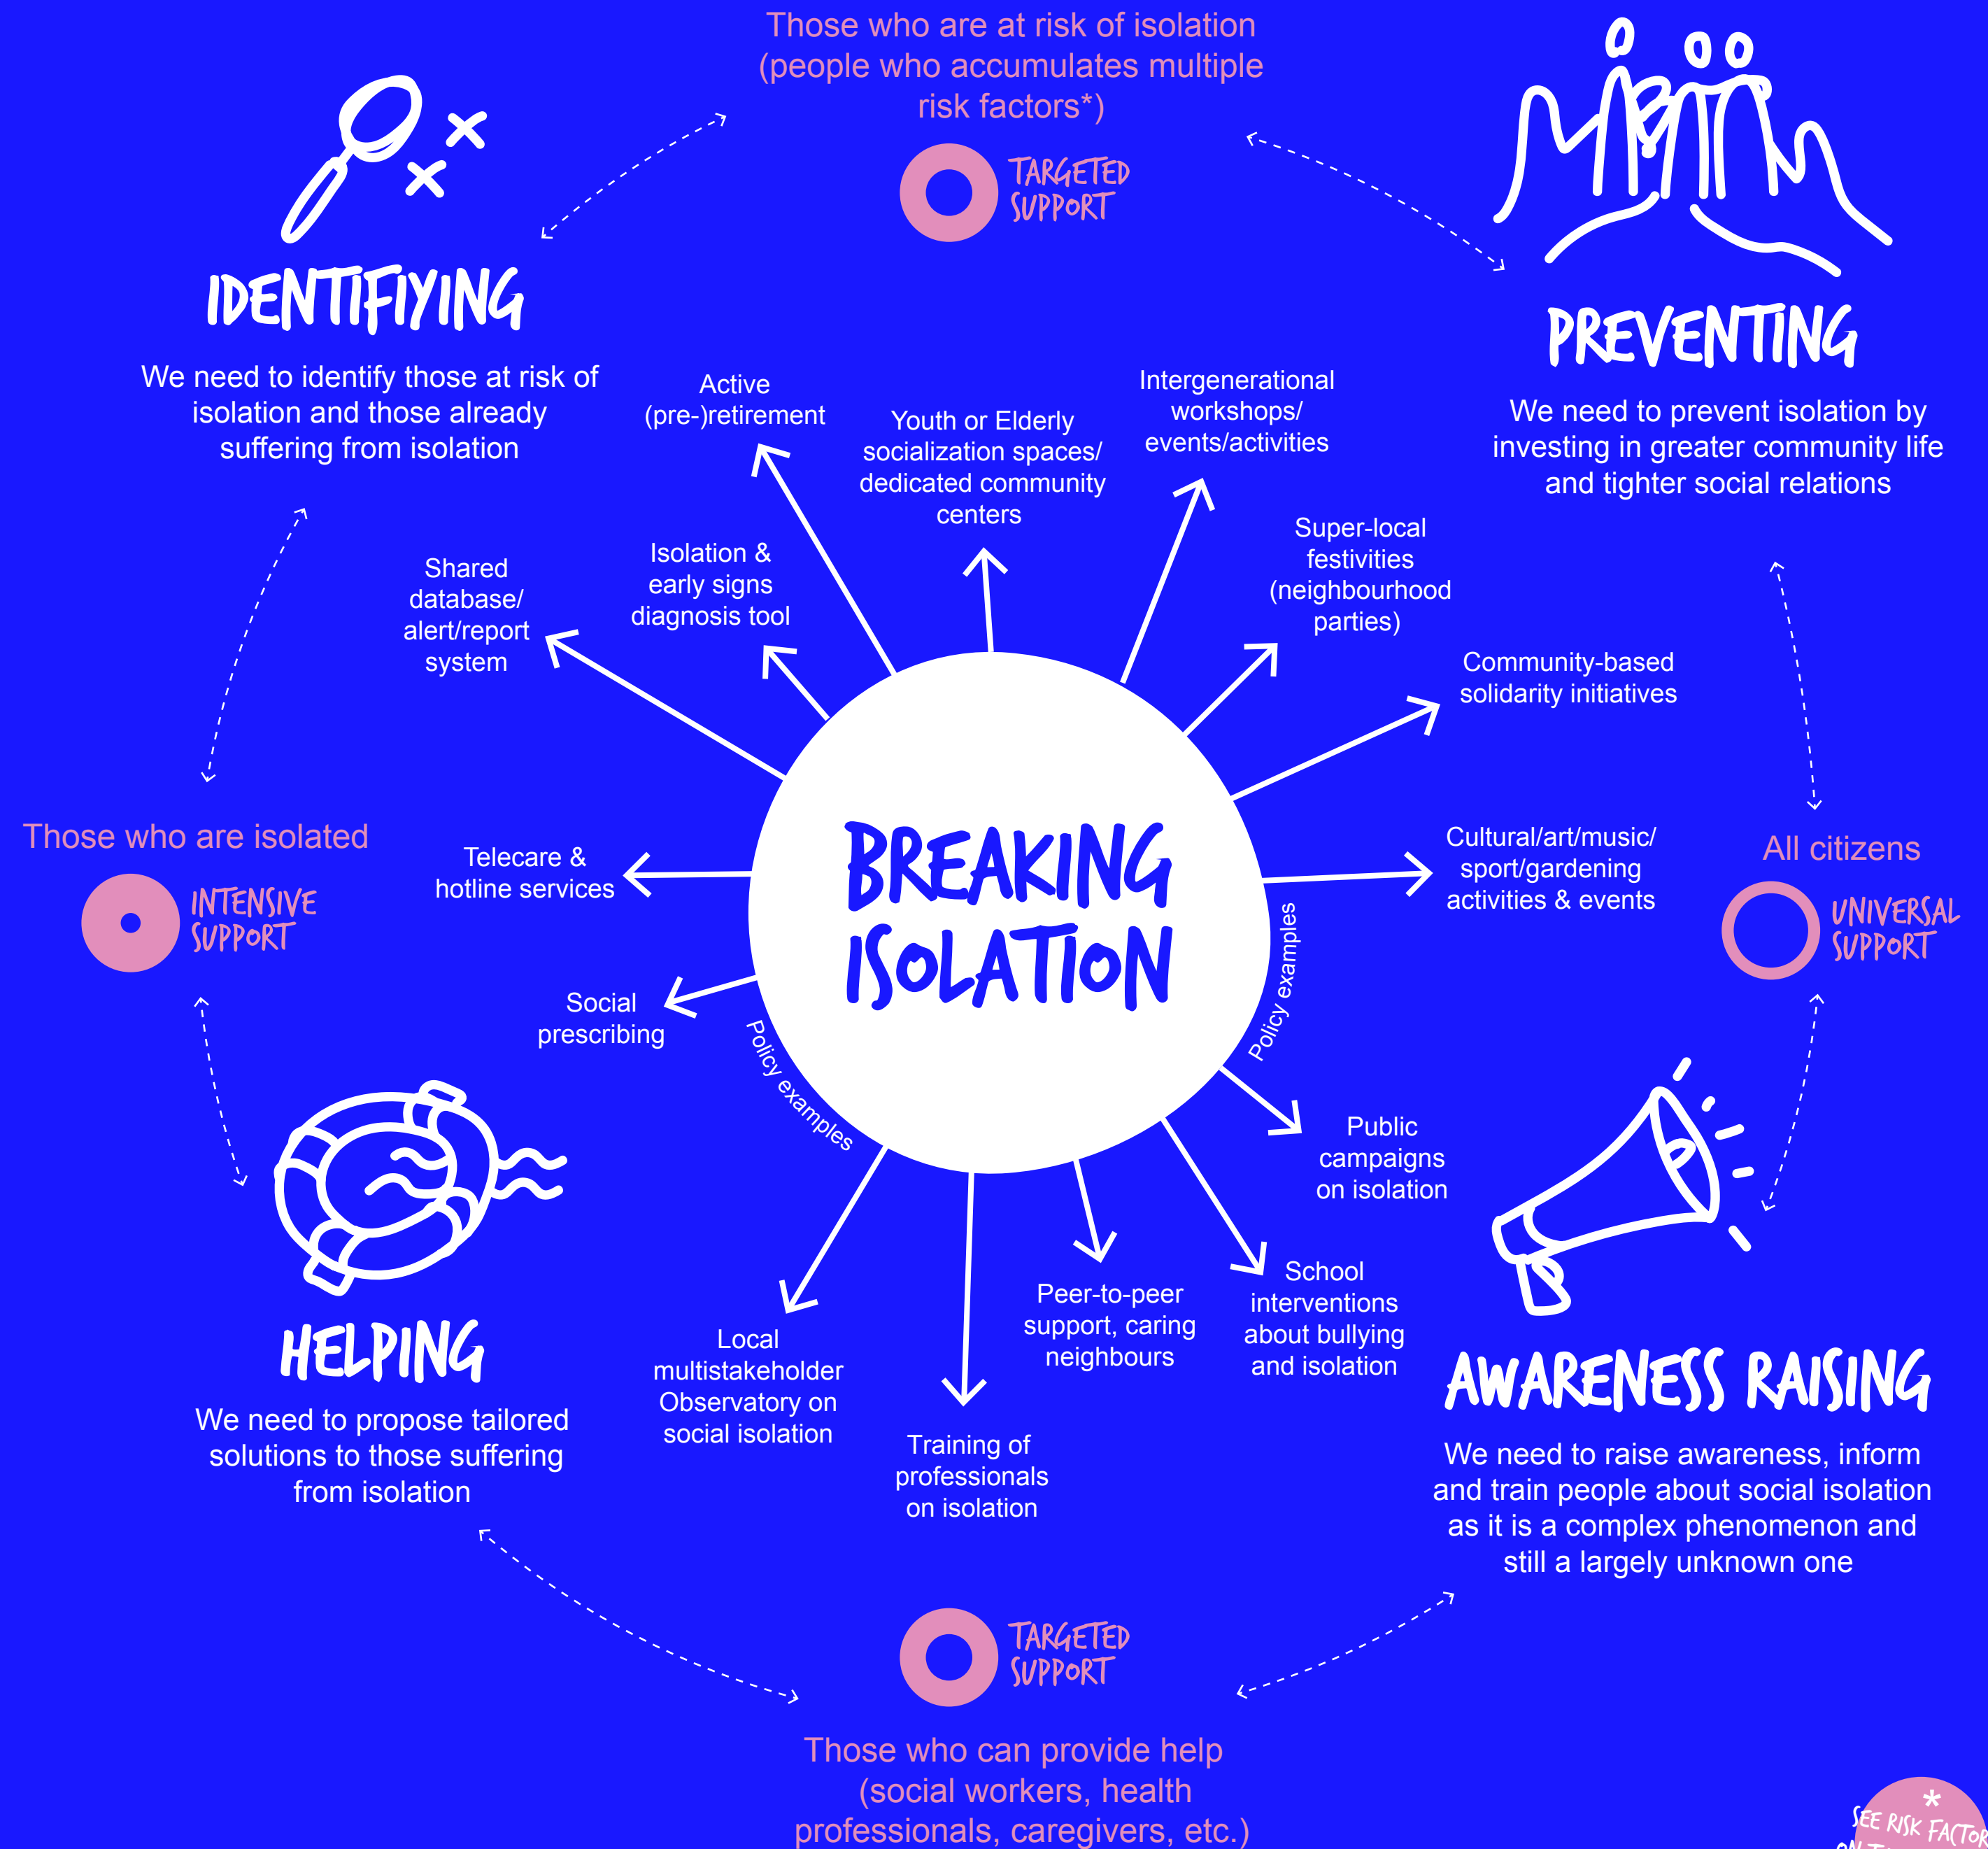 Those who are at risk of isolation
(people who accumulates multiple
risk factors*)
TARGETED
SUPPORT
IDENTIFIYING
We need to identify those at risk of
isolation and those already
suffering from isolation
PREVENTING
We need to prevent isolation by
investing in greater community life
and tighter social relations
Active
(pre-)retirement
Youth or Elderly
socialization spaces/
dedicated community
centers
Intergenerational
workshops/
events/activities
Shared
database/
alert/report
system
Isolation &
early signs
diagnosis tool
Super-local
festivities
(neighbourhood
parties)
Community-based
solidarity initiatives
Those who are isolated
INTENSIVE
SUPPORT
Telecare &
hotline services
BREAKING
ISOLATION
Cultural/art/music/
sport/gardening
activities & events
All citizens
UNIVERSAL
SUPPORT
Social
prescribing
Policy examples
Policy examples
Public
campaigns
on isolation
School
interventions
about bullying
and isolation
Peer-to-peer
support, caring
neighbours
Local
multistakeholder
Observatory on
social isolation
Training of
professionals
on isolation
HELPING
We need to propose tailored
solutions to those suffering
from isolation
AWARENESS RAISING
We need to raise awareness, inform
and train people about social isolation
as it is a complex phenomenon and
still a largely unknown one
TARGETED
SUPPORT
Those who can provide help
(social workers, health
professionals, caregivers, etc.)
*
SEE RISK FACTOR